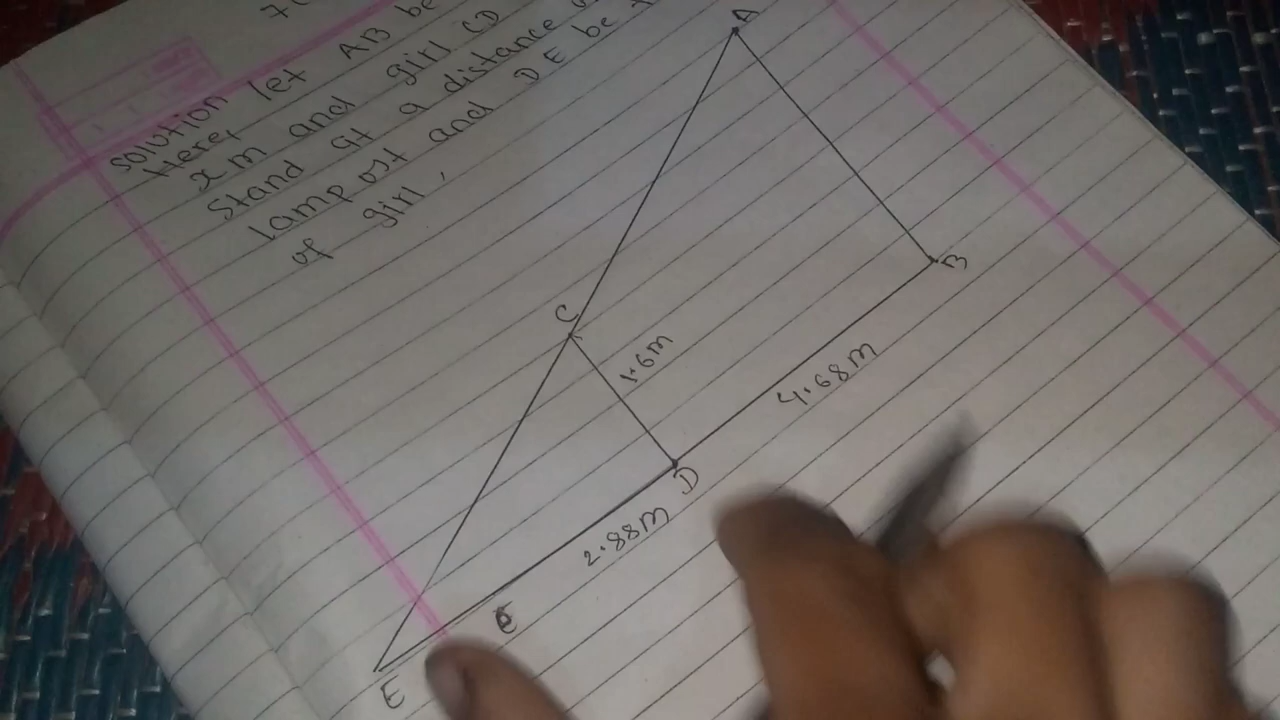 7(
Solution
Here, let AB be
x m and girl CD
stand at a distance
lamp ost and DE be
of girl,
A
B
C
1.6m
4.68m
D
2.88m
e
E